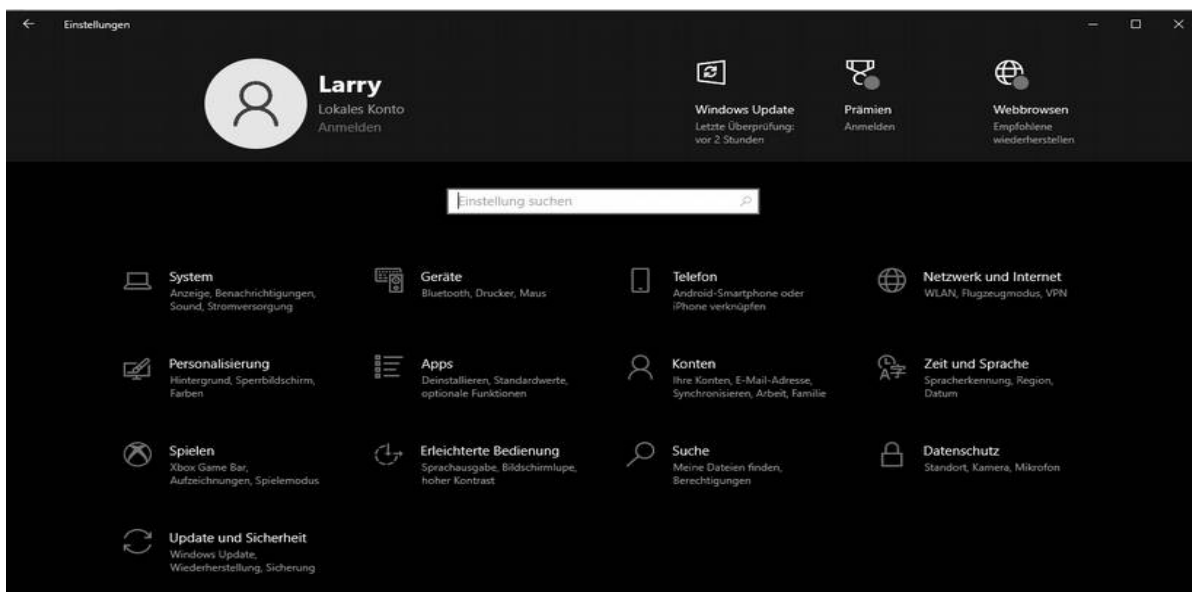 Einstellungen
Larry
Lokales Konto
Anmelden
Windows Update
Letzte Überprüfung:
vor 2 Stunden
Prämien
Anmelden
Webbrowsen
Empfohlene
wiederherstellen
Einstellung suchen
System
Anzeige, Benachrichtigungen,
Sound, Stromversorgung
Geräte
Bluetooth, Drucker, Maus
Telefon
Android-Smartphone oder
iPhone verknüpfen
Netzwerk und Internet
WLAN, Flugzeugmodus, VPN
Personalisierung
Hintergrund, Sperrbildschirm,
Farben
Apps
Deinstallieren, Standardwerte,
optionale Funktionen
Konten
Ihre Konten, E-Mail-Adresse,
Synchronisieren, Arbeit, Familie
Zeit und Sprache
Spracherkennung, Region,
Datum
Spielen
Xbox Game Bar,
Aufzeichnungen, Spielemodus
Erleichterte Bedienung
Sprachausgabe, Bildschirmlupe,
hoher Kontrast
Suche
Meine Dateien finden,
Berechtigungen
Datenschutz
Standort, Kamera, Mikrofon
Update und Sicherheit
Windows Update,
Wiederherstellung, Sicherung